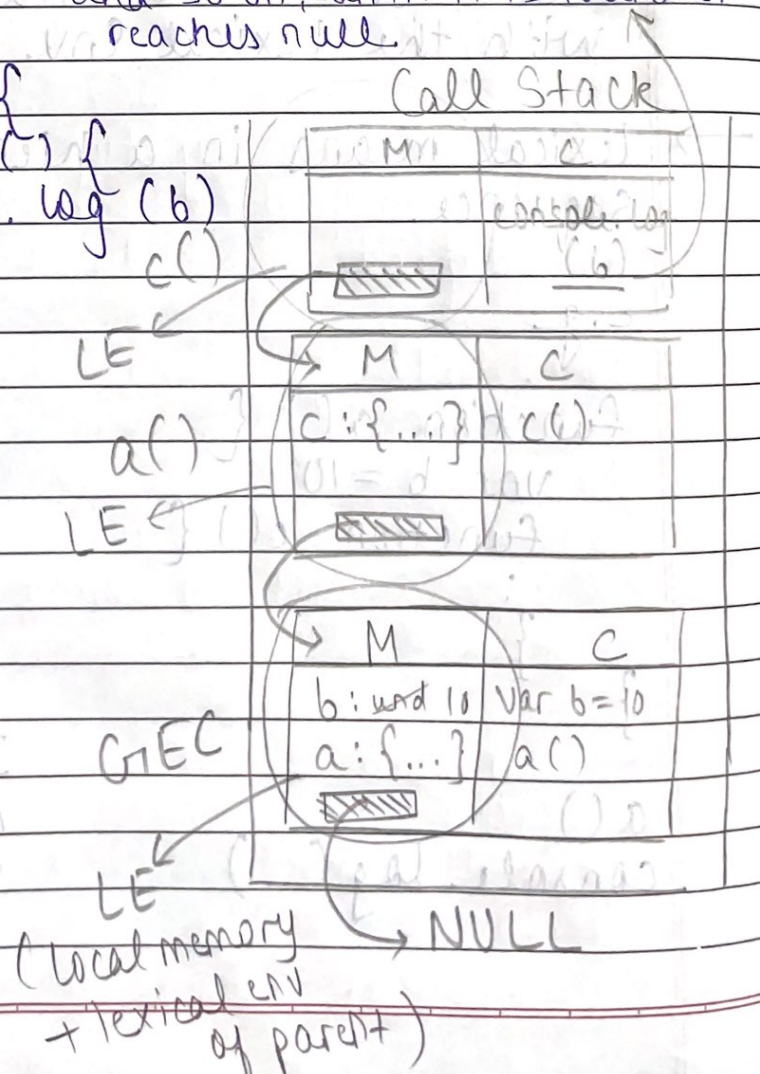 reachis null.
{
() {
. log (b)
Call Stack
M C
console.log
(b)
c()
LE
M C
c : {...} c()
a()
LE
M C
b : und 10 var b = 10
a : {...} a()
GEC
LE
(local memory
+ lexical env
of parent)
NULL